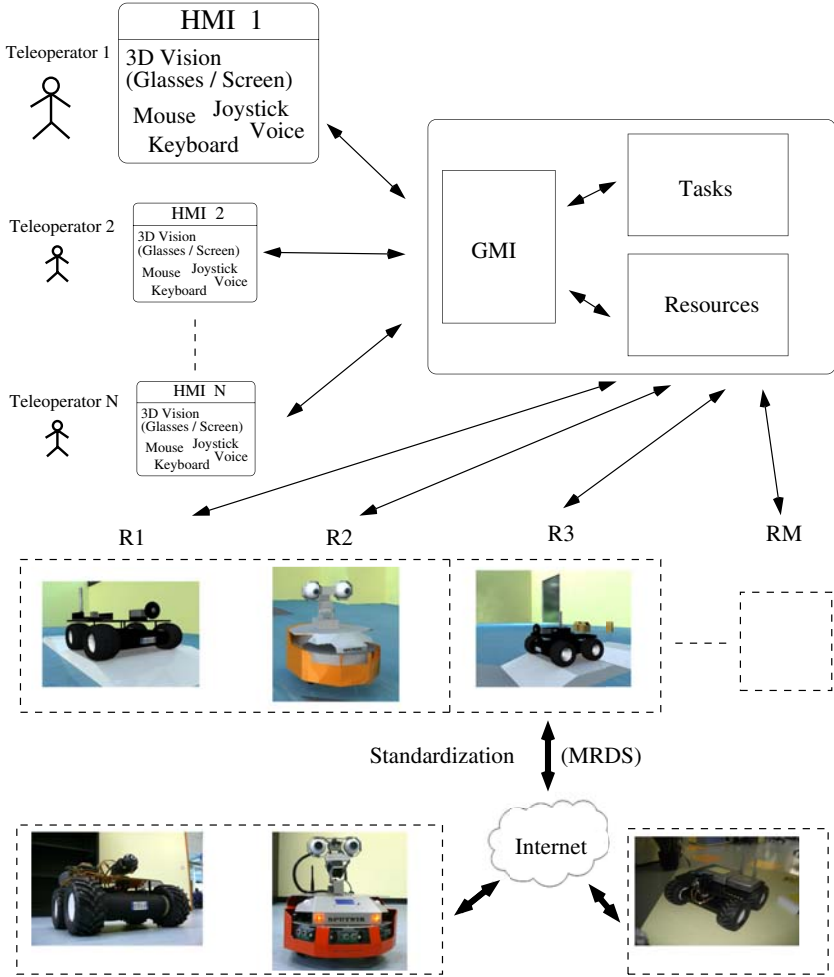 HMI 1
Teleoperator 1
3D Vision
(Glasses / Screen)
Mouse Joystick
Keyboard Voice
Teleoperator 2
HMI 2
3D Vision
(Glasses / Screen)
Mouse Joystick
Keyboard Voice
Teleoperator N
HMI N
3D Vision
(Glasses / Screen)
Mouse Joystick
Keyboard Voice
GMI
Tasks
Resources
R1 R2 R3 RM
Standardization (MRDS)
Internet
SPUTNIK